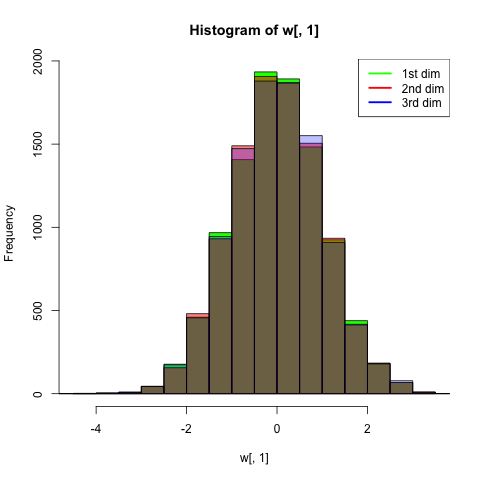 Histogram of w[, 1]
1st dim
2nd dim
3rd dim
Frequency
2000
1500
1000
500
0
-4 -2 0 2
w[, 1]